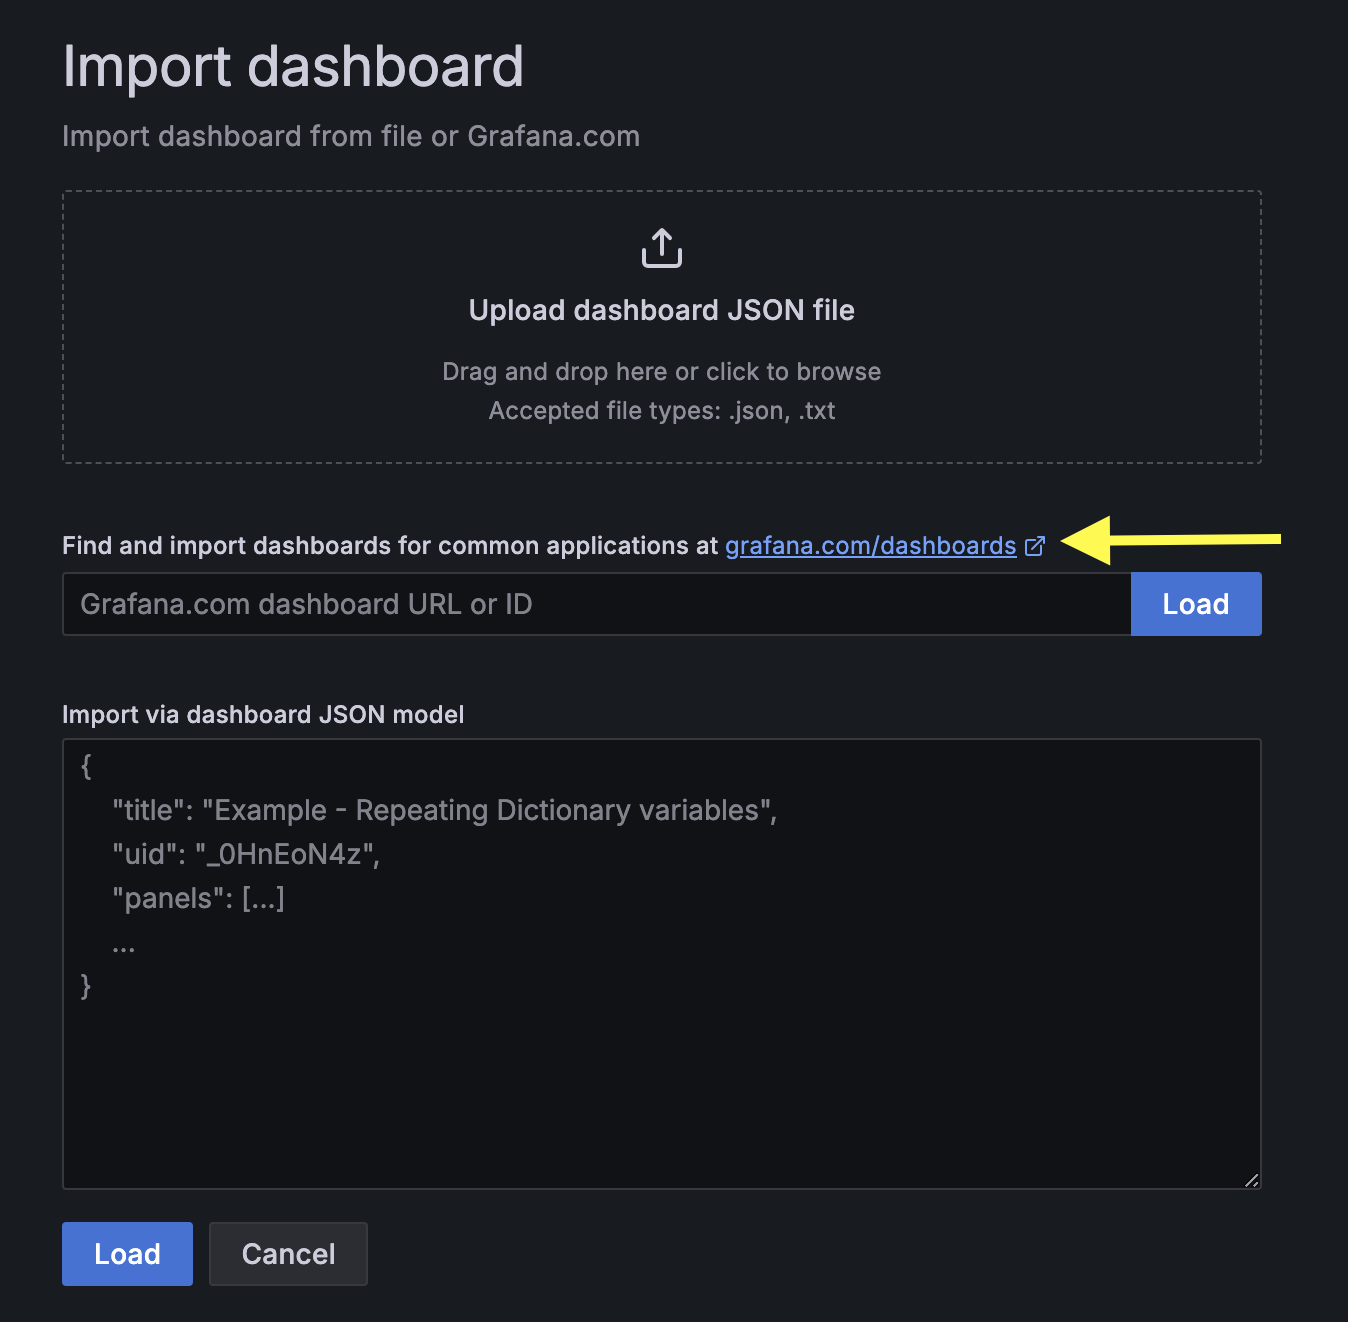 Import dashboard
Import dashboard from file or Grafana.com
Upload dashboard JSON file
Drag and drop here or click to browse
Accepted file types: .json, .txt
Find and import dashboards for common applications at grafana.com/dashboards
Grafana.com dashboard URL or ID
Load
Import via dashboard JSON model
{
"title": "Example - Repeating Dictionary variables",
"uid": "_0HnEoN4z",
"panels": [...]
...
}
Load
Cancel